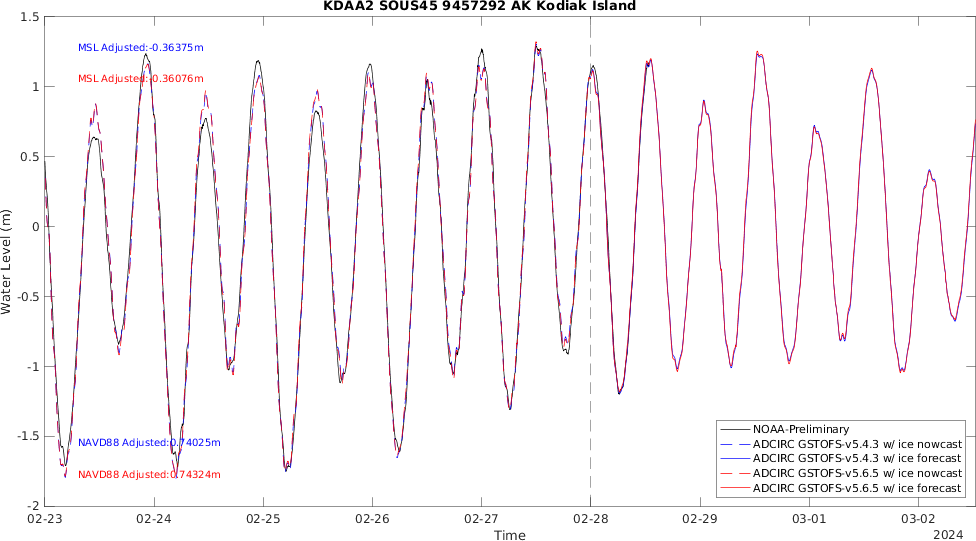 KDAA2 SOUS45 9457292 AK Kodiak Island
1.5
1
0.5
0
-0.5
-1
-1.5
-2
Water Level (m)
MSL Adjusted:-0.36375m
MSL Adjusted:-0.36076m
NAVD88 Adjusted:0.74025m
NAVD88 Adjusted:0.74324m
NOAA-Preliminary
ADCIRC GSTOFS-v5.4.3 w/ ice nowcast
ADCIRC GSTOFS-v5.4.3 w/ ice forecast
ADCIRC GSTOFS-v5.6.5 w/ ice nowcast
ADCIRC GSTOFS-v5.6.5 w/ ice forecast
02-23 02-24 02-25 02-26 02-27 02-28 02-29 03-01 03-02
Time
2024